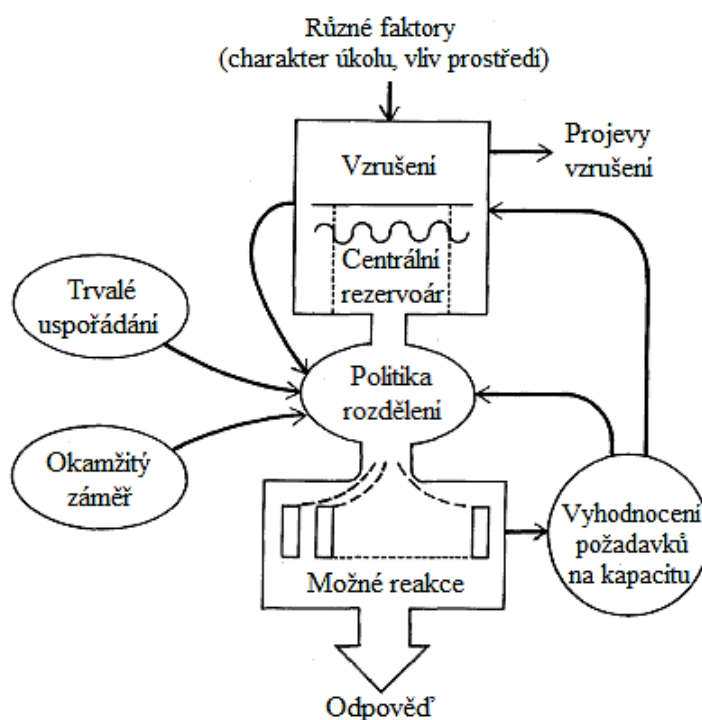 Různé faktory
(charakter úkolu, vliv prostředí)
Vzrušení
Projevy
vzrušení
Centrální
rezervoár
Trvalé
uspořádání
Politika
rozdělení
Okamžitý
záměř
Vyhodnocení
požadavků
na kapacitu
Možné reakce
Odpověď